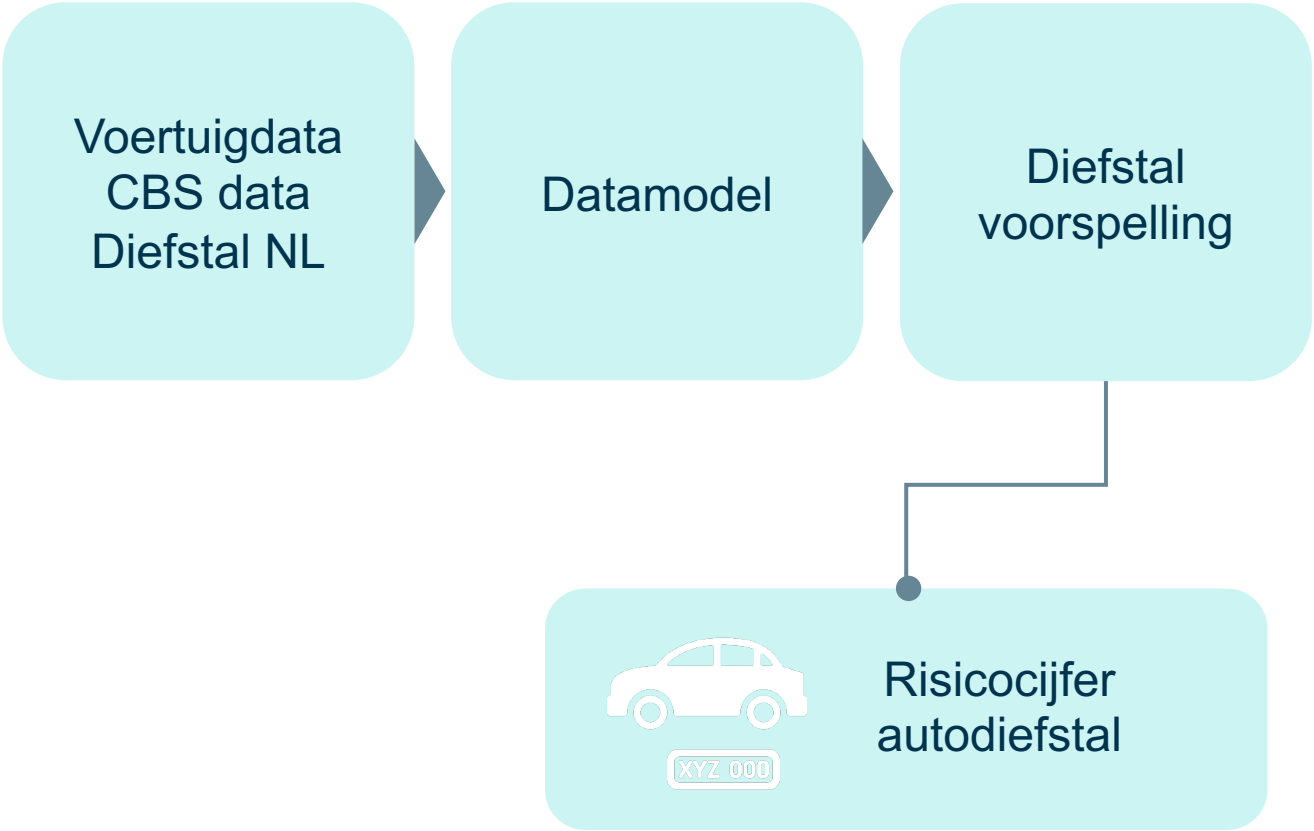 Voertuigdata
CBS data
Diefstal NL
Datamodel
Diefstal
voorspelling
Risicocijfer
autodiefstal
XYZ 000